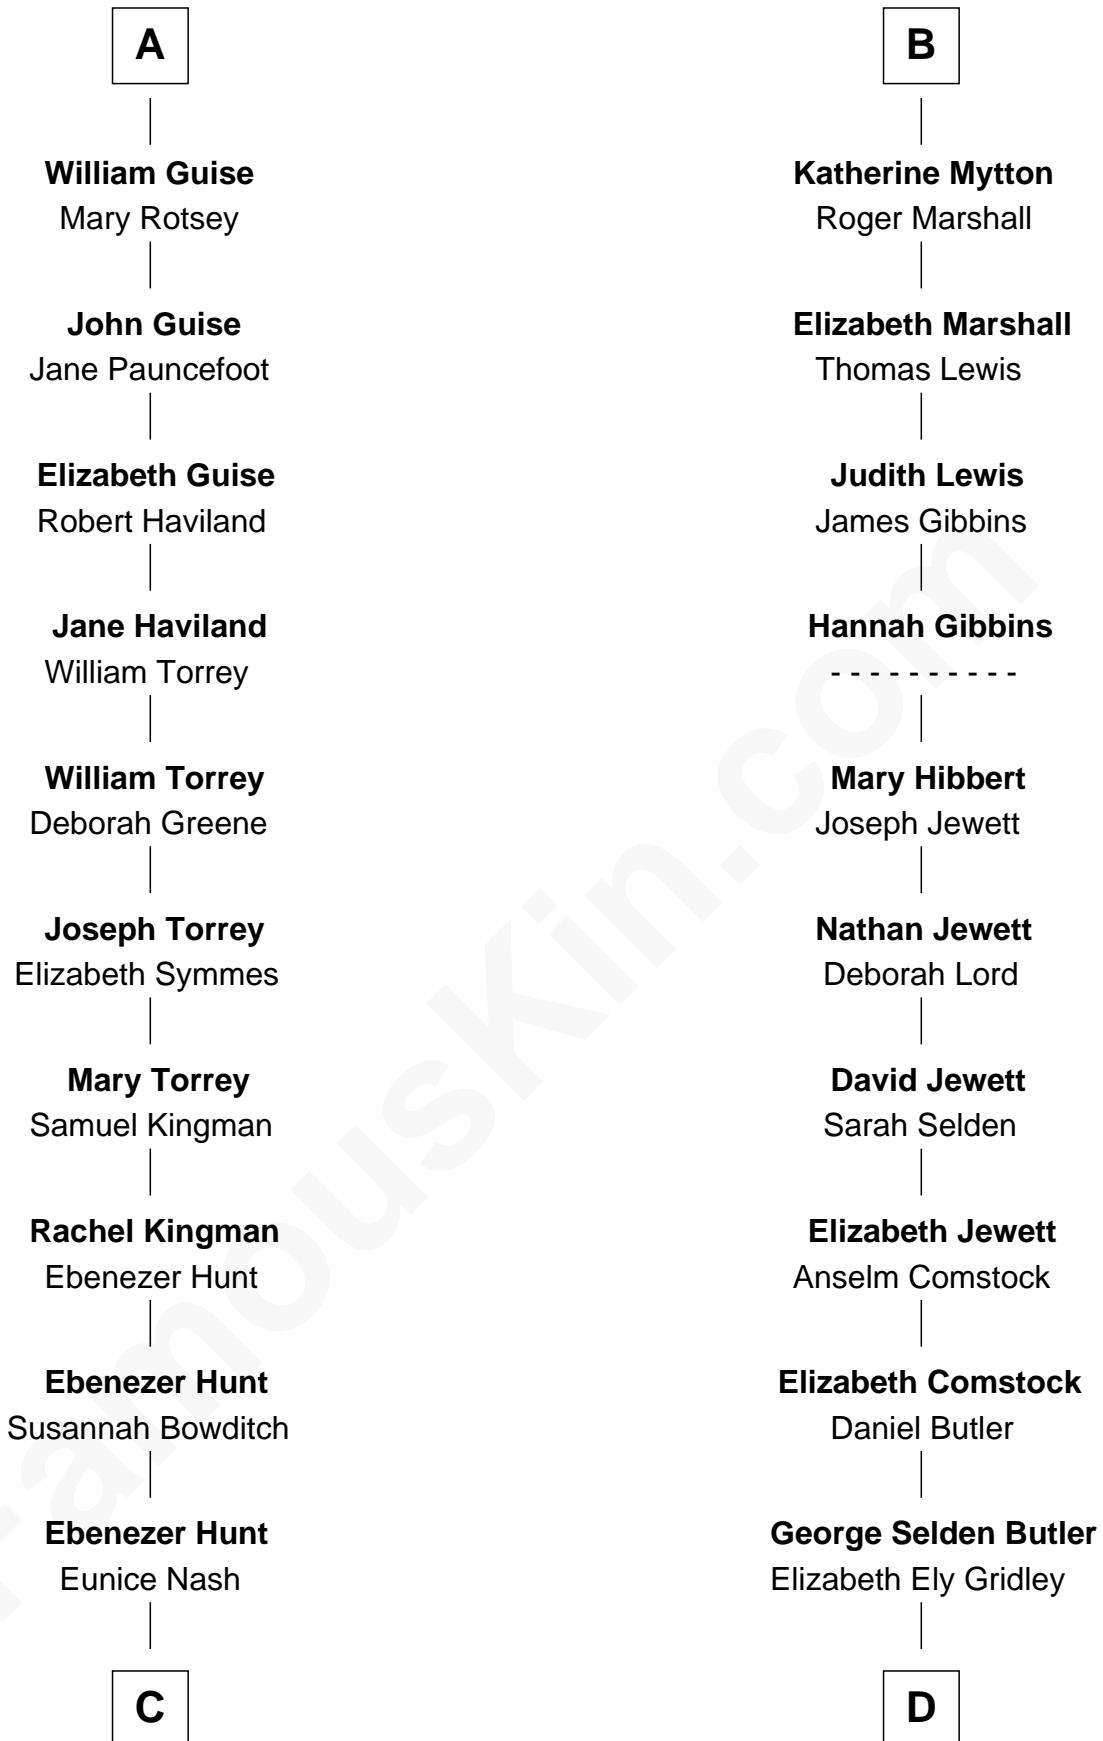 A
William Guise
Mary Rotsey
John Guise
Jane Pauncefoot
Elizabeth Guise
Robert Haviland
Jane Haviland
William Torrey
William Torrey
Deborah Greene
Joseph Torrey
Elizabeth Symmes
Mary Torrey
Samuel Kingman
Rachel Kingman
Ebenezer Hunt
Ebenezer Hunt
Susannah Bowditch
Ebenezer Hunt
Eunice Nash
C
B
Katherine Mytton
Roger Marshall
Elizabeth Marshall
Thomas Lewis
Judith Lewis
James Gibbins
Hannah Gibbins
- - - - - - - - - -
Mary Hibbert
Joseph Jewett
Nathan Jewett
Deborah Lord
David Jewett
Sarah Selden
Elizabeth Jewett
Anselm Comstock
Elizabeth Comstock
Daniel Butler
George Selden Butler
Elizabeth Ely Gridley
D
FamousKin.com